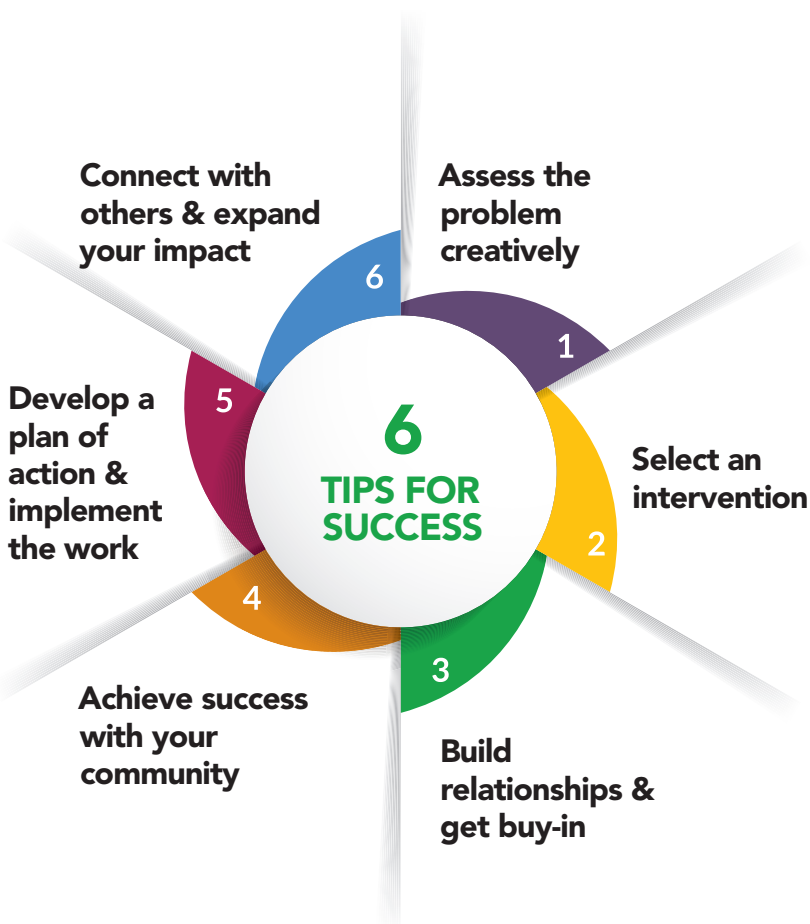 6
TIPS FOR
SUCCESS
1
Assess the
problem
creatively
2
Select an
intervention
3
Build
relationships &
get buy-in
4
Achieve success
with your
community
5
Develop a
plan of
action &
implement
the work
6
Connect with
others & expand
your impact